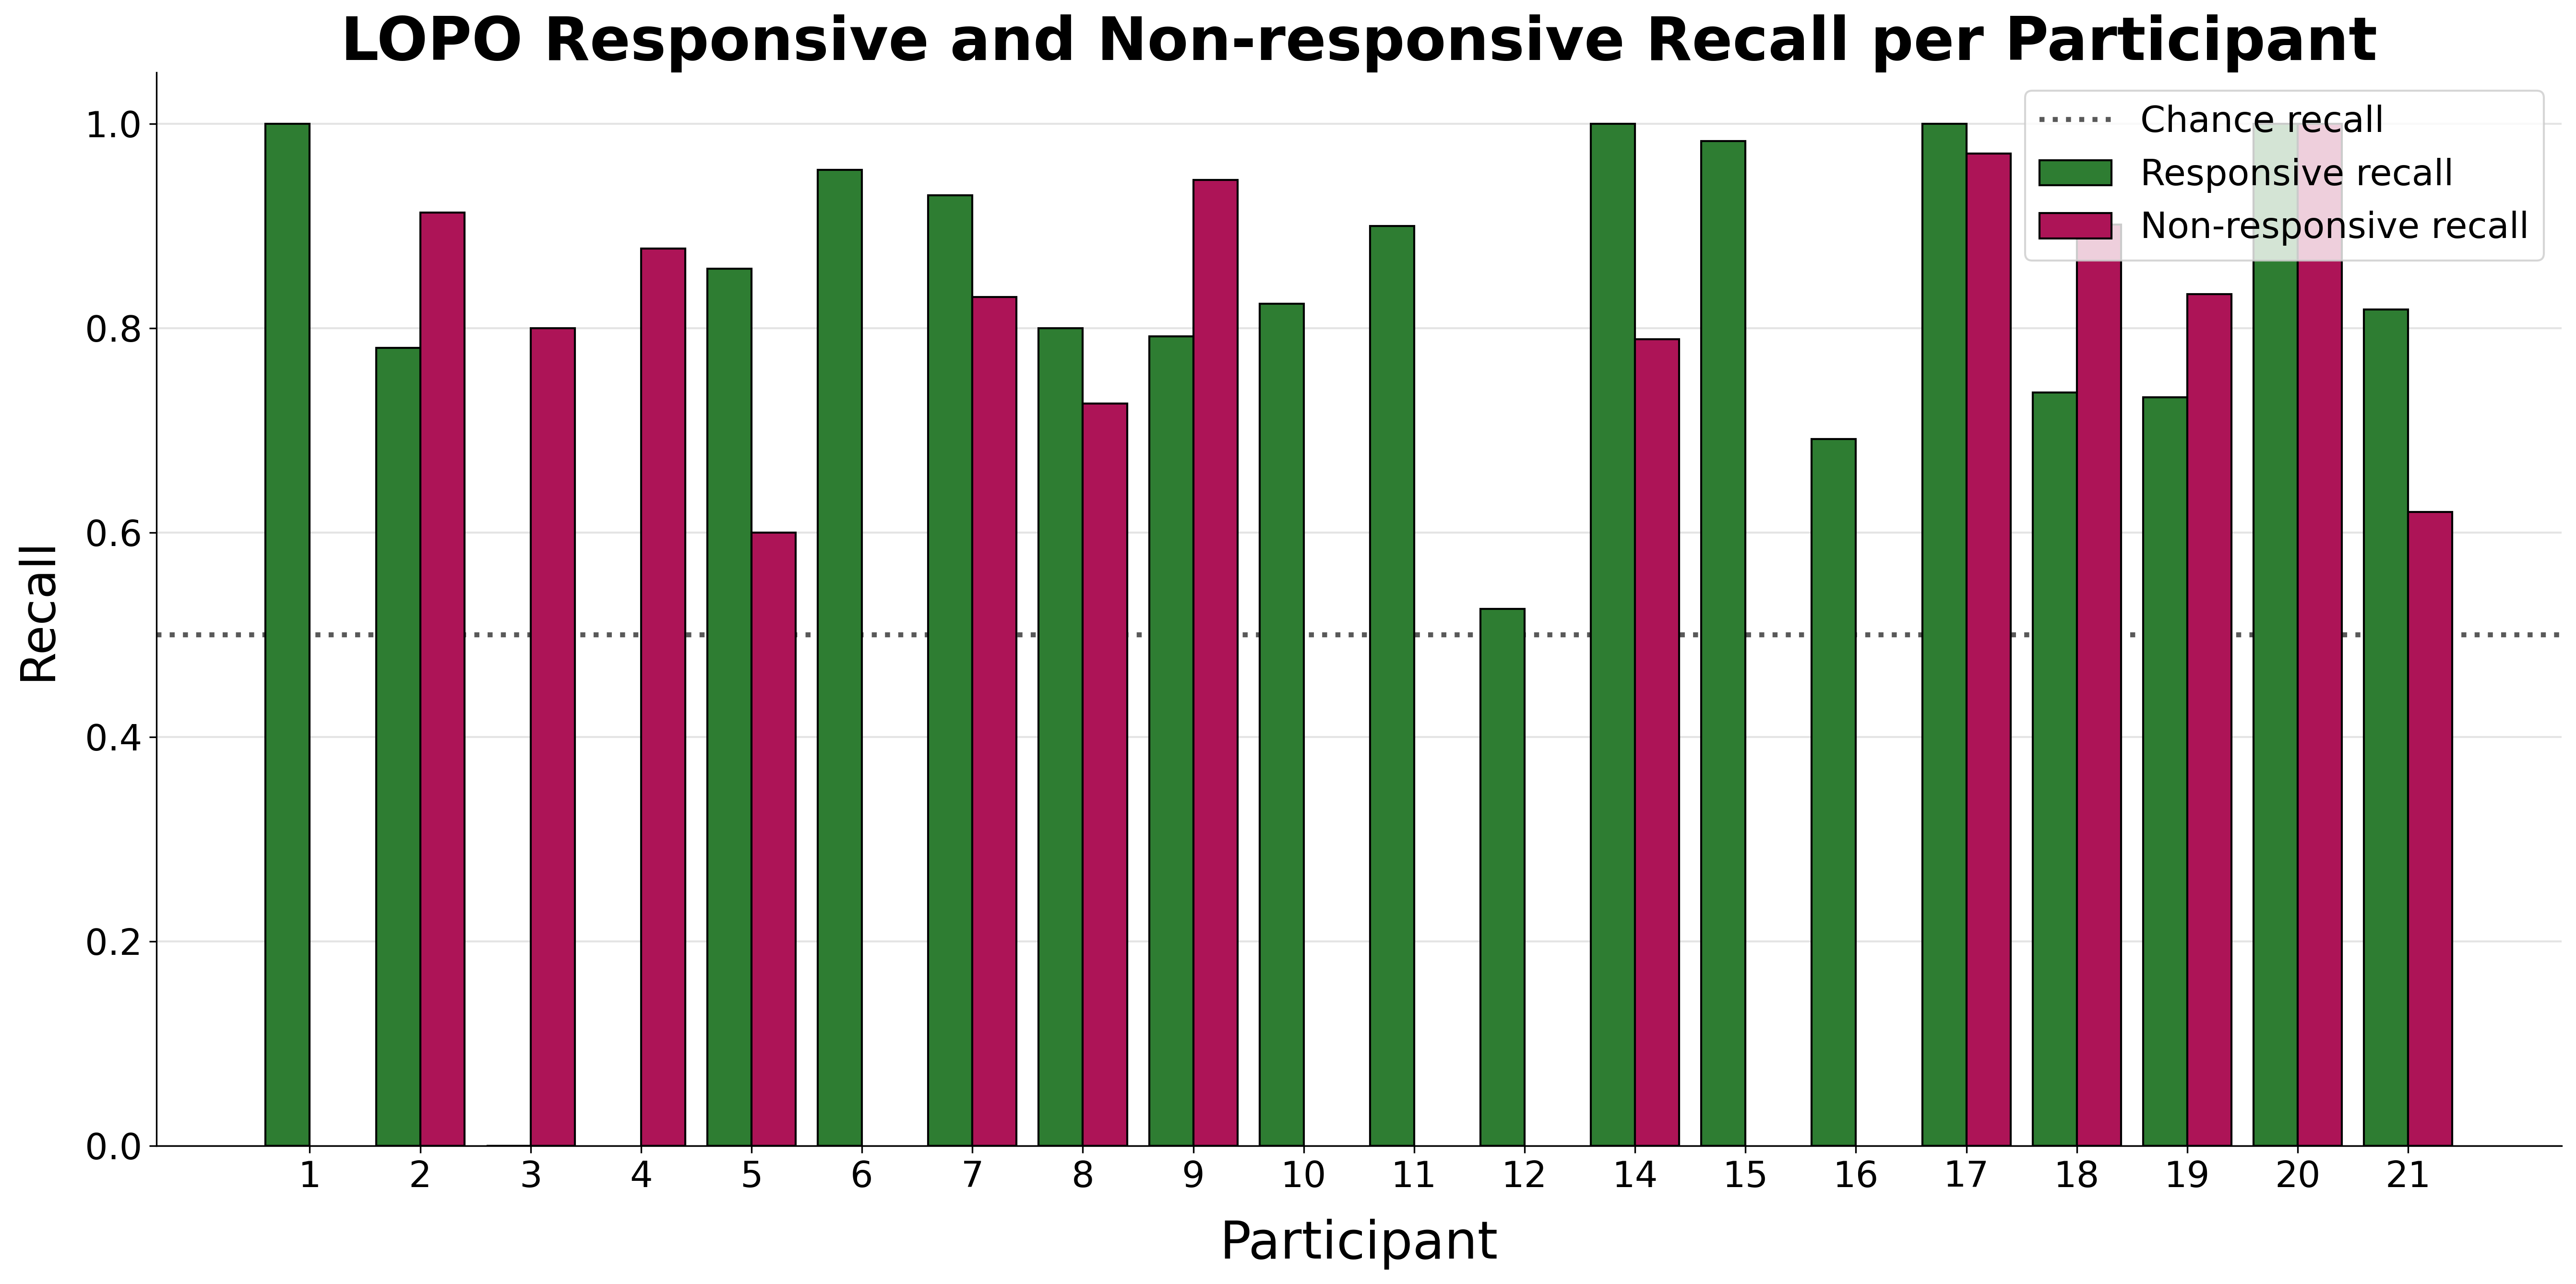 LOPO Responsive and Non-responsive Recall per Participant
Chance recall
Responsive recall
Non-responsive recall
Recall
1.0
0.8
0.6
0.4
0.2
0.0
1 2 3 4 5 6 7 8 9 10 11 12 14 15 16 17 18 19 20 21
Participant